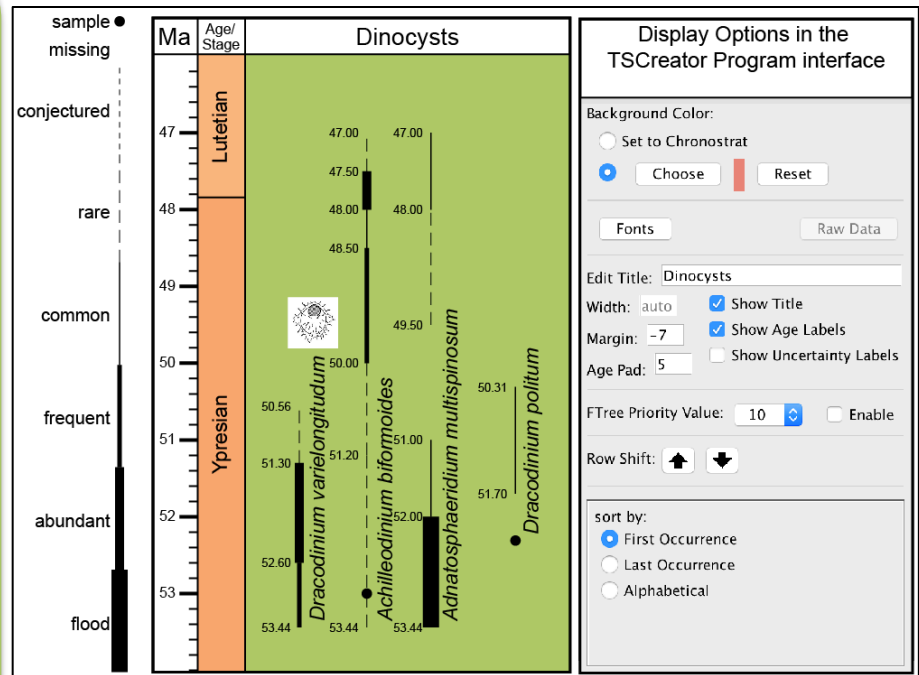 sample
missing
conjectured
rare
common
frequent
abundant
flood
Ma
Age/
Stage
Dinocysts
47
48
49
50
51
52
53
Lutetian
Ypresian
47.00
47.00
47.50
48.00
48.00
48.50
49.50
50.00
50.31
50.56
51.00
51.20
51.30
51.70
52.00
52.60
53.44
53.44
53.44
Dracodinium varielongitudum
Achilleodinium biformoides
Adnatosphaeridium multispinosum
Dracodinium politum
Display Options in the
TSCreator Program interface
Background Color:
Set to Chronostrat
Choose
Reset
Fonts
Raw Data
Edit Title: Dinocysts
Width: auto
Show Title
Margin: -7
Show Age Labels
Age Pad: 5
Show Uncertainty Labels
FTree Priority Value: 10
Enable
Row Shift:
sort by:
First Occurrence
Last Occurrence
Alphabetical